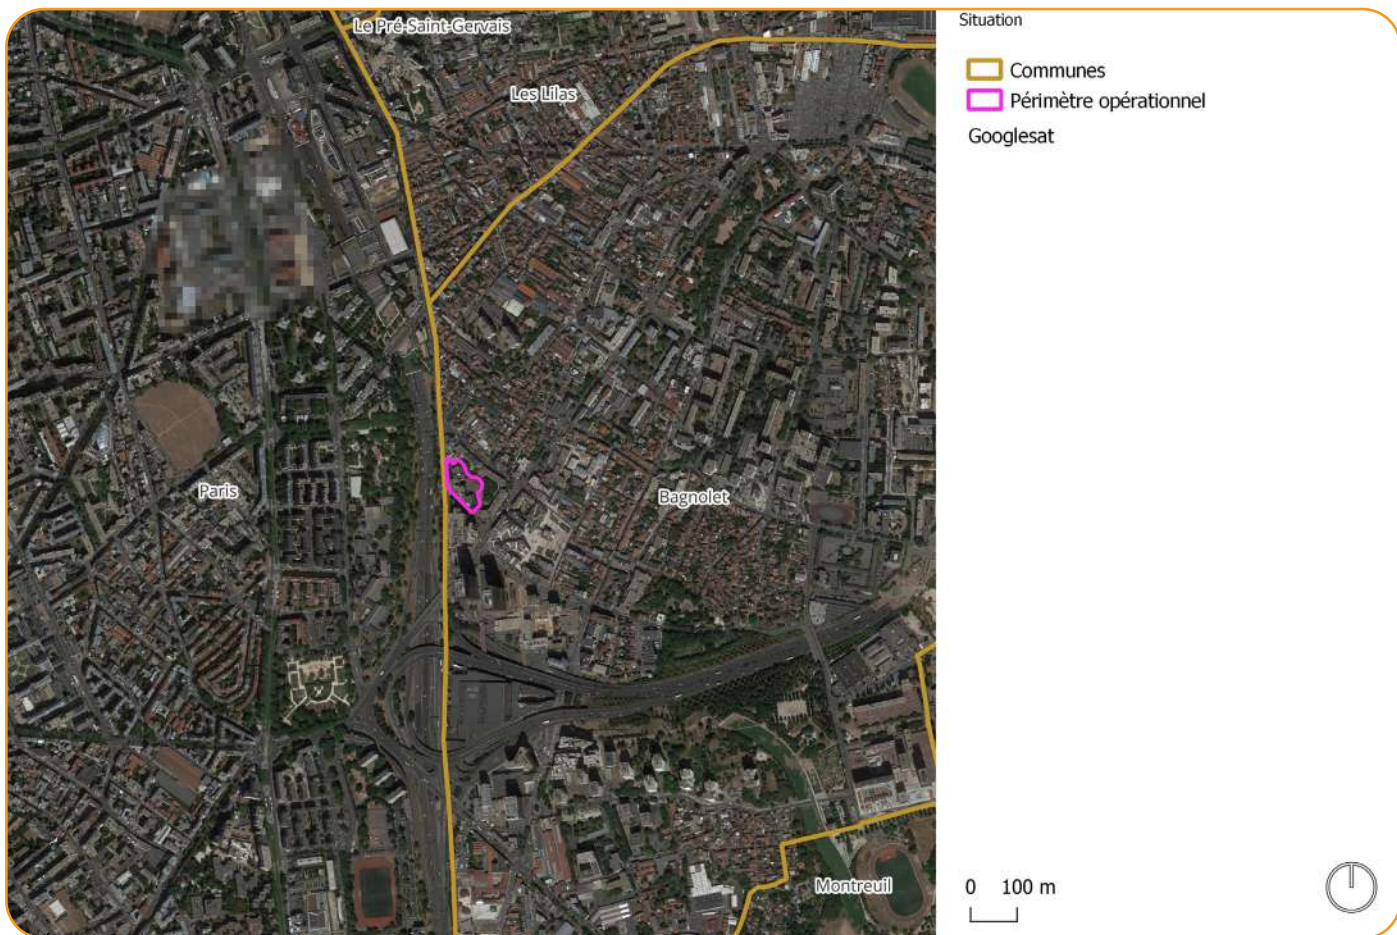 Le Pré-Saint-Gervais
Les Lilas
Paris
Bagnolet
Montreuil
Situation
Communes
Périmètre opérationnel
Googlesat
0 100 m